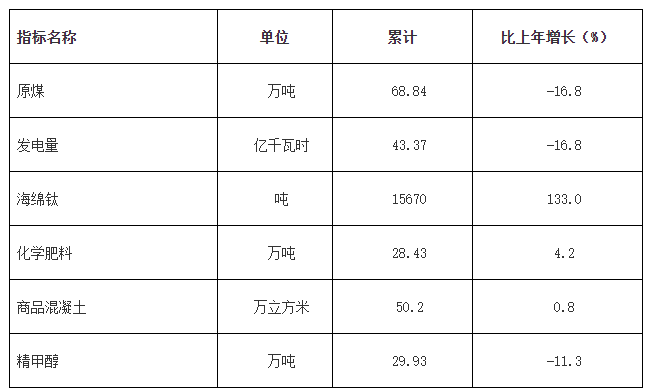 指标名称 单位 累计 比上年增长（%）
原煤 万吨 68.84 -16.8
发电量 亿千瓦时 43.37 -16.8
海绵钛 吨 15670 133.0
化学肥料 万吨 28.43 4.2
商品混凝土 万立方米 50.2 0.8
精甲醇 万吨 29.93 -11.3